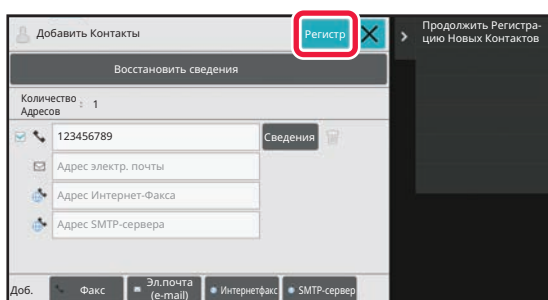 Добавить Контакты
Регистр
Продолжить Регистра-
цию Новых Контактов
Восстановить сведения
Количество : 1
Адресов
123456789
Сведения
Адрес электр. почты
Адрес Интернет-Факса
Адрес SMTP-сервера
Доб.
Факс
Эл.почта
(e-mail)
Интернетфакс
SMTP-сервер